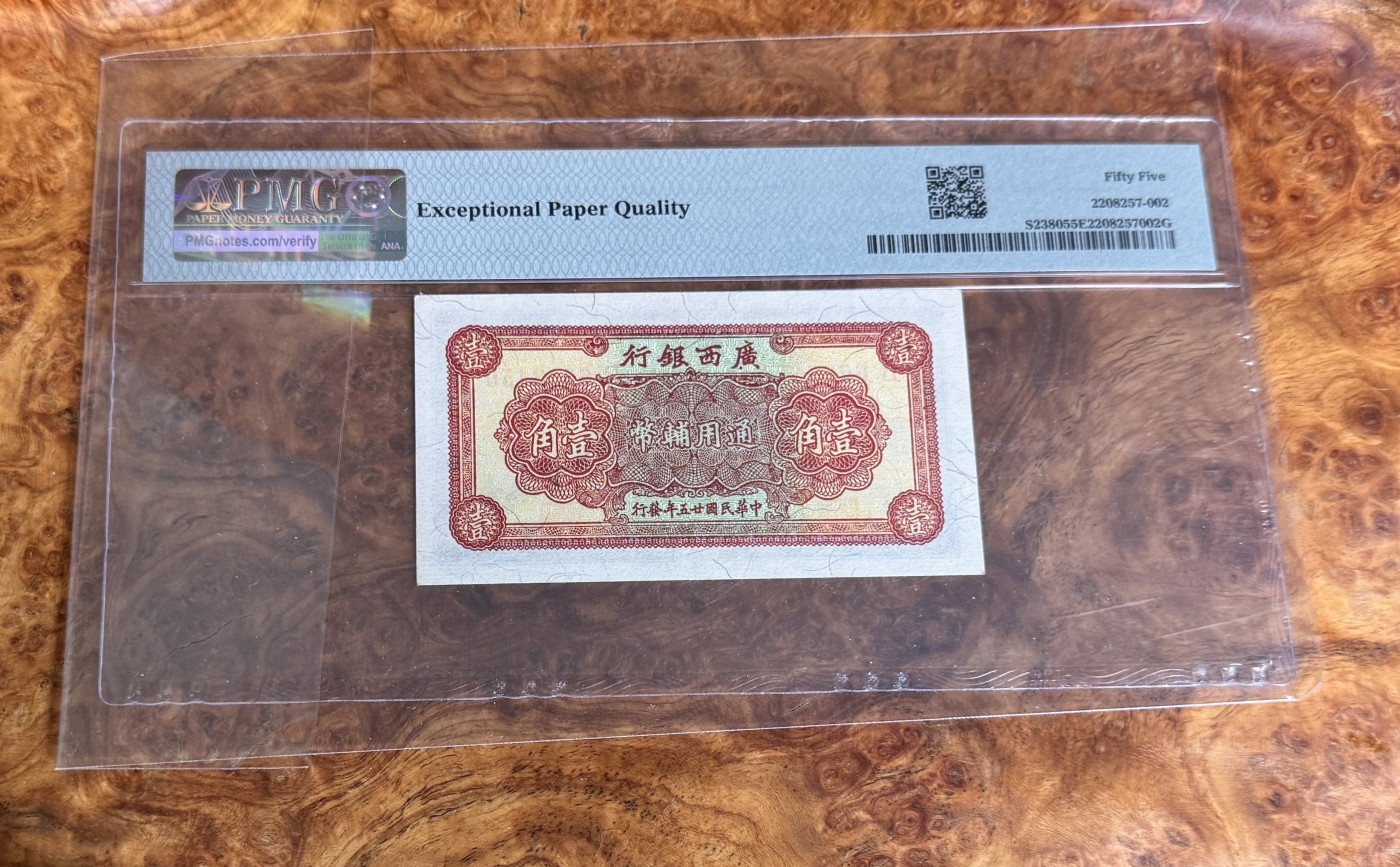 PMG
PAPER MONEY GUARANTY
PMGnotes.com/verify
ANA
Exceptional Paper Quality
Fifty Five
2208257-002
S238055E2208257002G
壹
壹
行銀西廣
角壹
幣輔用通
角壹
壹
壹
行發年五廿國民華中